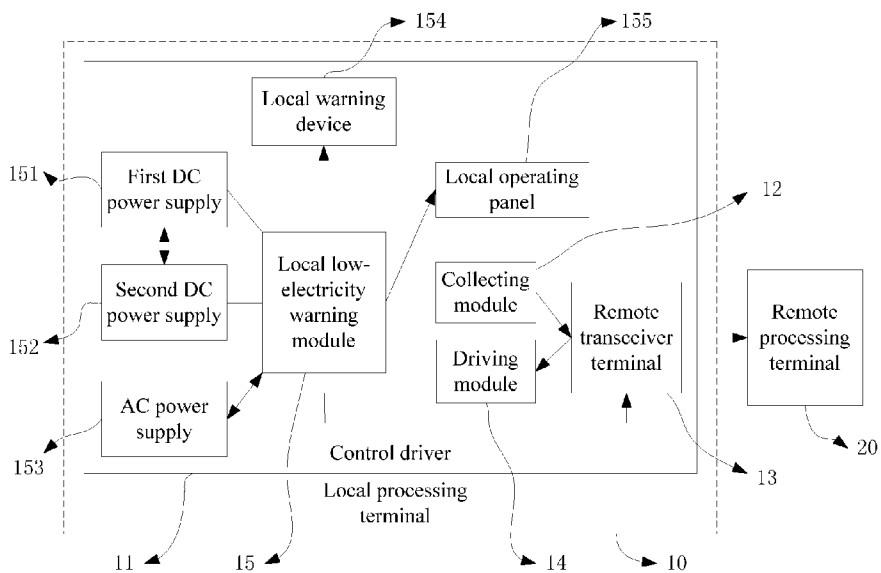 154
155
Local warning
device
151
First DC
power supply
Local operating
panel
12
Second DC
power supply
Local low-
electricity
warning module
Collecting
module
Remote
transceiver
terminal
Remote
processing
terminal
152
Driving
module
AC power
supply
153
Control driver
13
20
Local processing
terminal
11
15
14
10